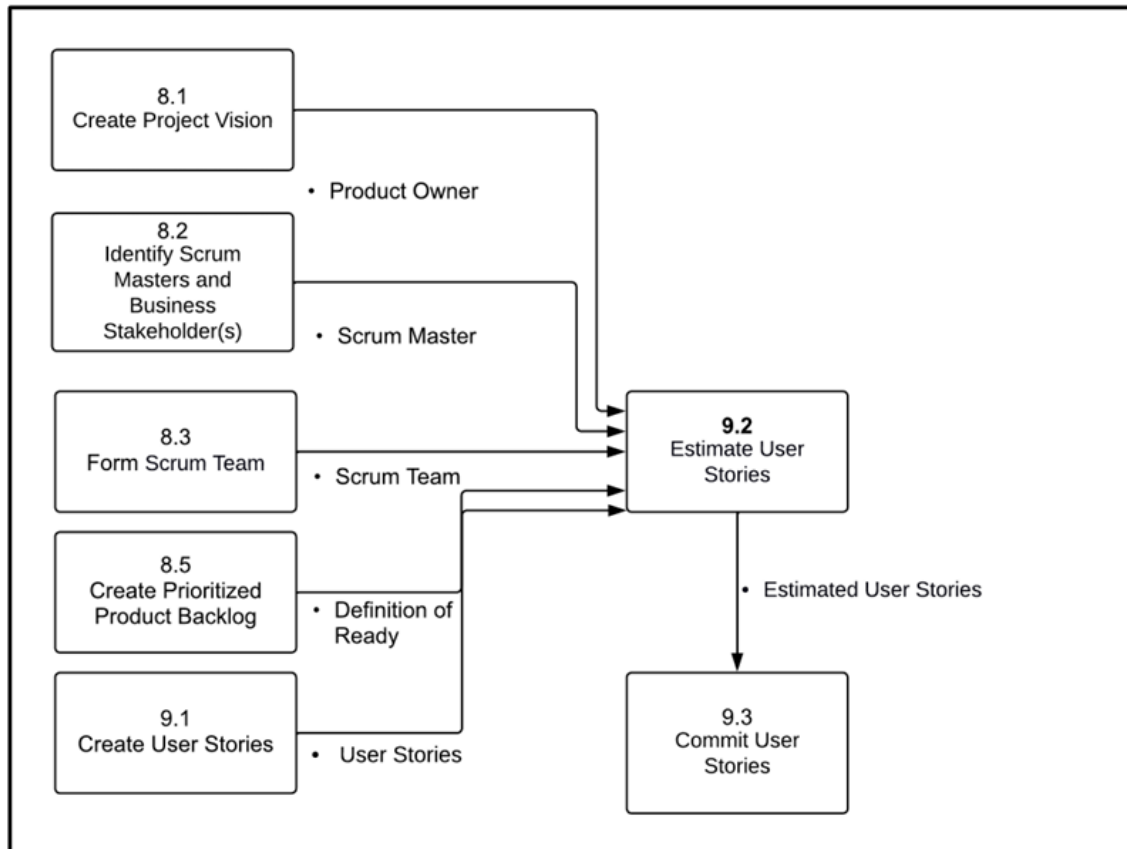 8.1
Create Project Vision
• Product Owner
8.2
Identify Scrum
Masters and
Business
Stakeholder(s)
• Scrum Master
8.3
Form Scrum Team
• Scrum Team
9.2
Estimate User
Stories
8.5
Create Prioritized
Product Backlog
• Definition of
Ready
• Estimated User Stories
9.1
Create User Stories
• User Stories
9.3
Commit User
Stories